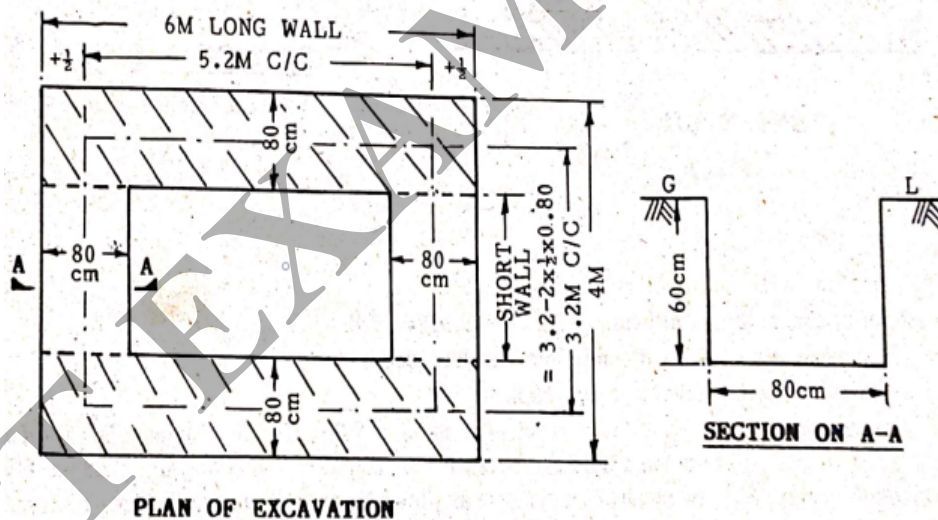 6M LONG WALL
+½ 5.2M C/C +½
80 cm
G L
80 cm
80 cm
A A
SHORT WALL
= 3.2-2x½x0.80
3.2M C/C
4M
60cm
80cm
80 cm
SECTION ON A-A
PLAN OF EXCAVATION
TEXAM